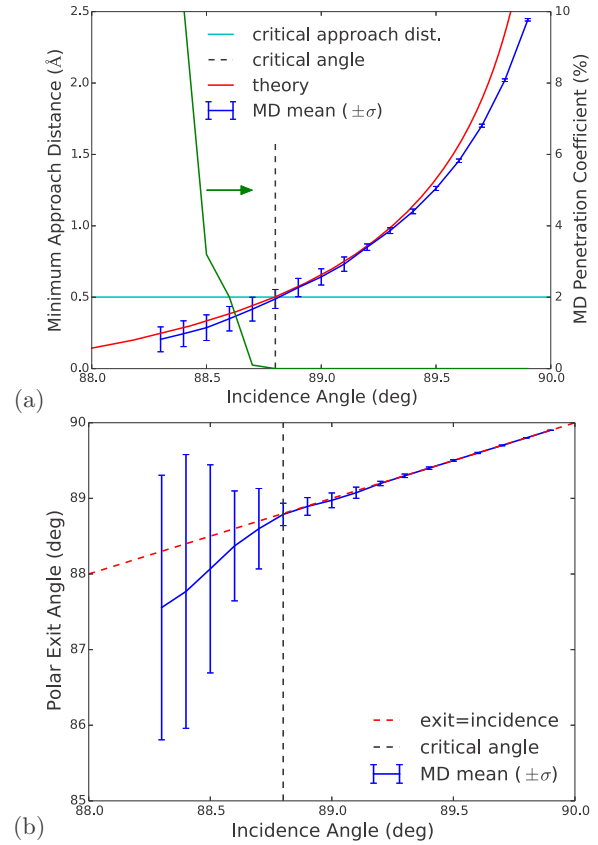 2.5
2.0
1.5
1.0
0.5
0.0
Minimum Approach Distance (Å)
critical approach dist.
critical angle
theory
MD mean (±σ)
10
8
6
4
2
0
MD Penetration Coefficient (%)
88.0 88.5 89.0 89.5 90.0
Incidence Angle (deg)
(a)
90
89
88
87
86
85
Polar Exit Angle (deg)
exit=incidence
critical angle
MD mean (±σ)
88.0 88.5 89.0 89.5 90.0
Incidence Angle (deg)
(b)